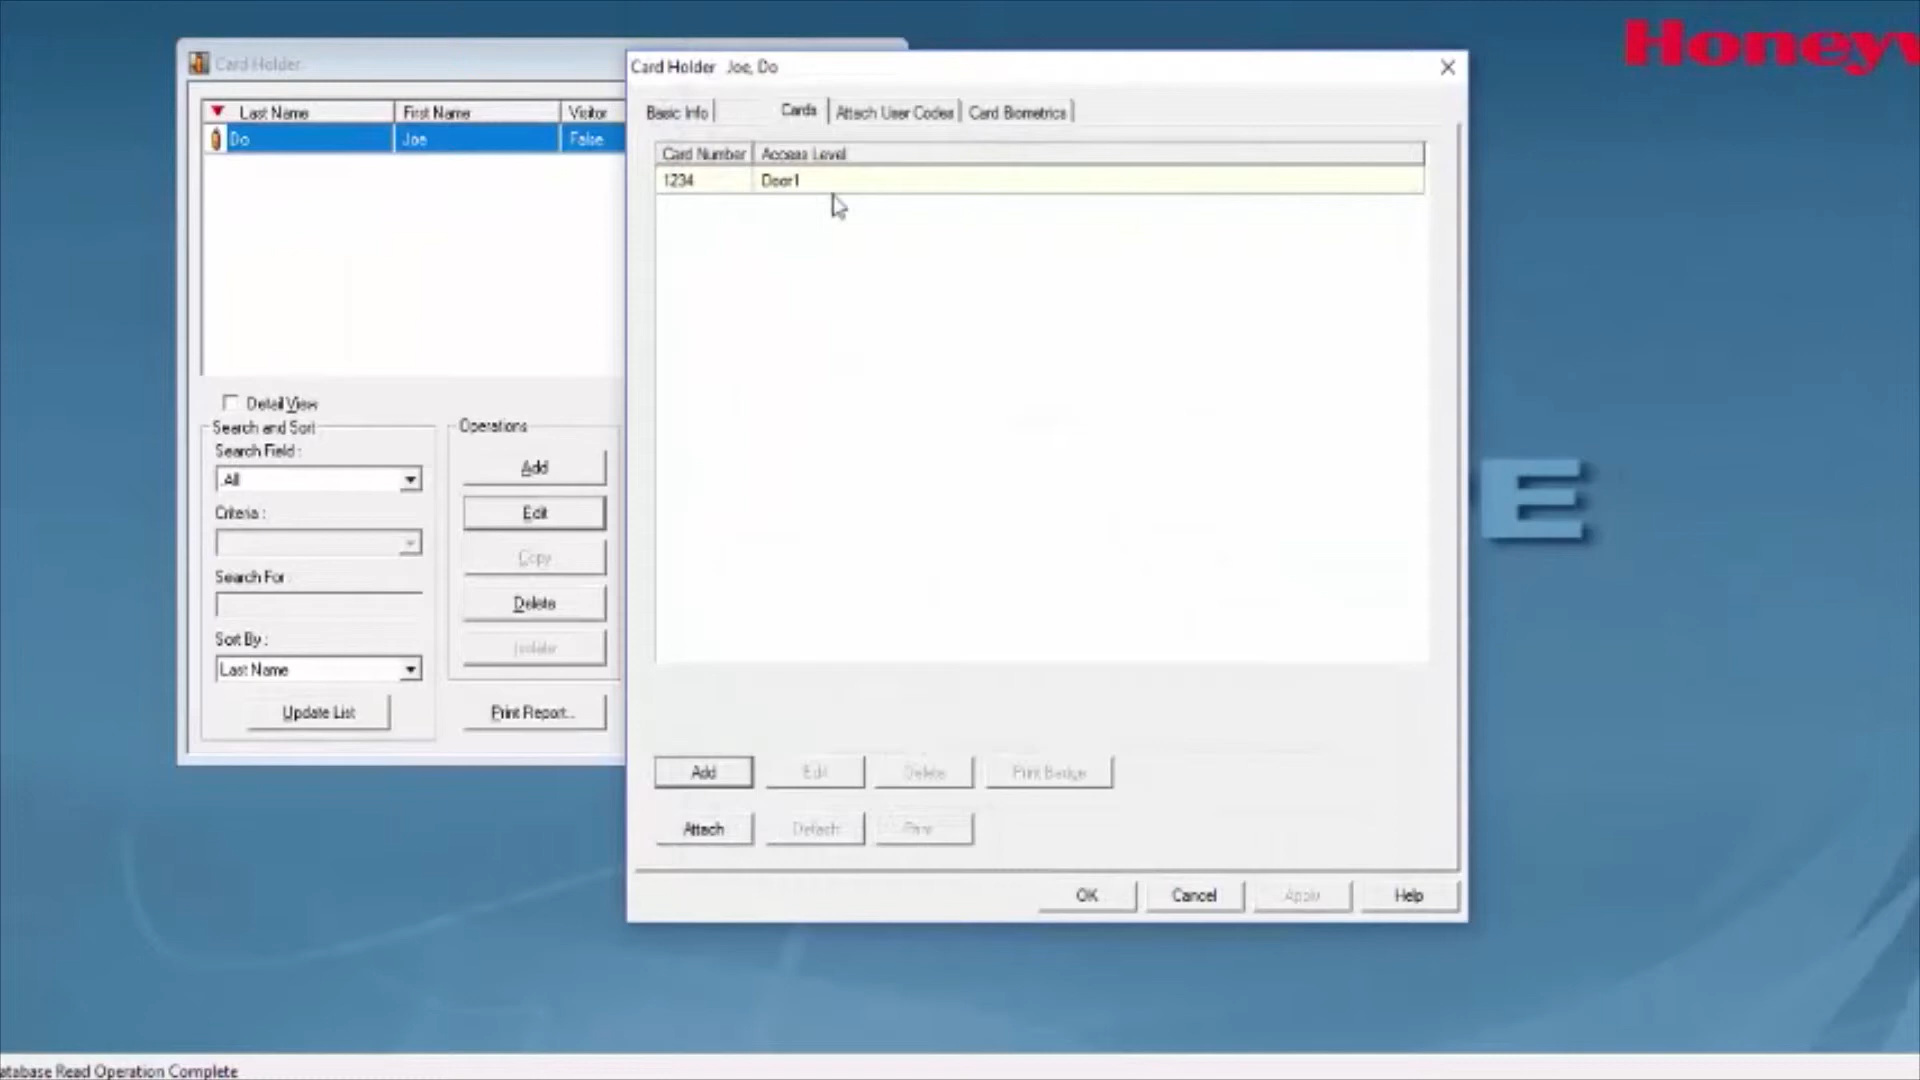 Honeyw
Card Holder
Last Name First Name Visitor
Do Joe False
Detail View
Search and Sort
Search Field :
.All
Criteria :
Search For
Sort By :
Last Name
Update List
Operations
Add
Edit
Copy
Delete
Isolate
Print Report...
Card Holder Joe, Do
Basic Info Cards Attach User Codes Card Biometrics
Card Number Access Level
1234 Door1
Add Edit Delete Print Badge
Attach Detach Print
OK Cancel Apply Help
E
atabase Read Operation Complete